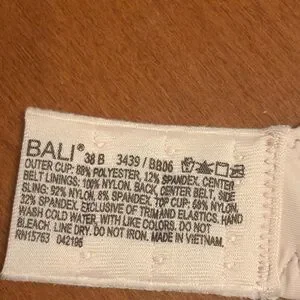 BALI® 38 B 3439 / BB06
OUTER CUP: 88% POLYESTER, 12% SPANDEX. CENTER
BELT LININGS: 100% NYLON. BACK, CENTER BELT, SIDE
SLING: 92% NYLON, 8% SPANDEX. TOP CUP: 68% NYLON,
32% SPANDEX. EXCLUSIVE OF TRIM AND ELASTICS. HAND
WASH COLD WATER, WITH LIKE COLORS. DO NOT
BLEACH. LINE DRY. DO NOT IRON. MADE IN VIETNAM.
RN15763 042195